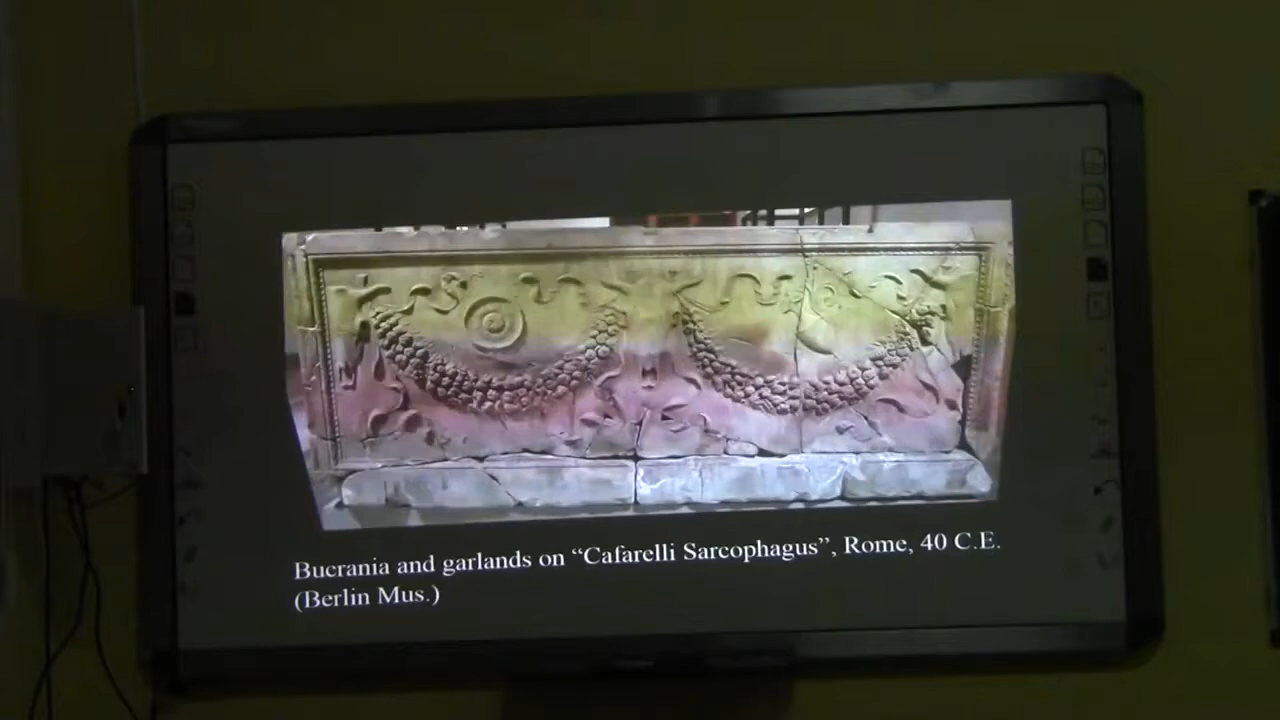 Bucrania and garlands on “Cafarelli Sarcophagus”, Rome, 40 C.E.
(Berlin Mus.)